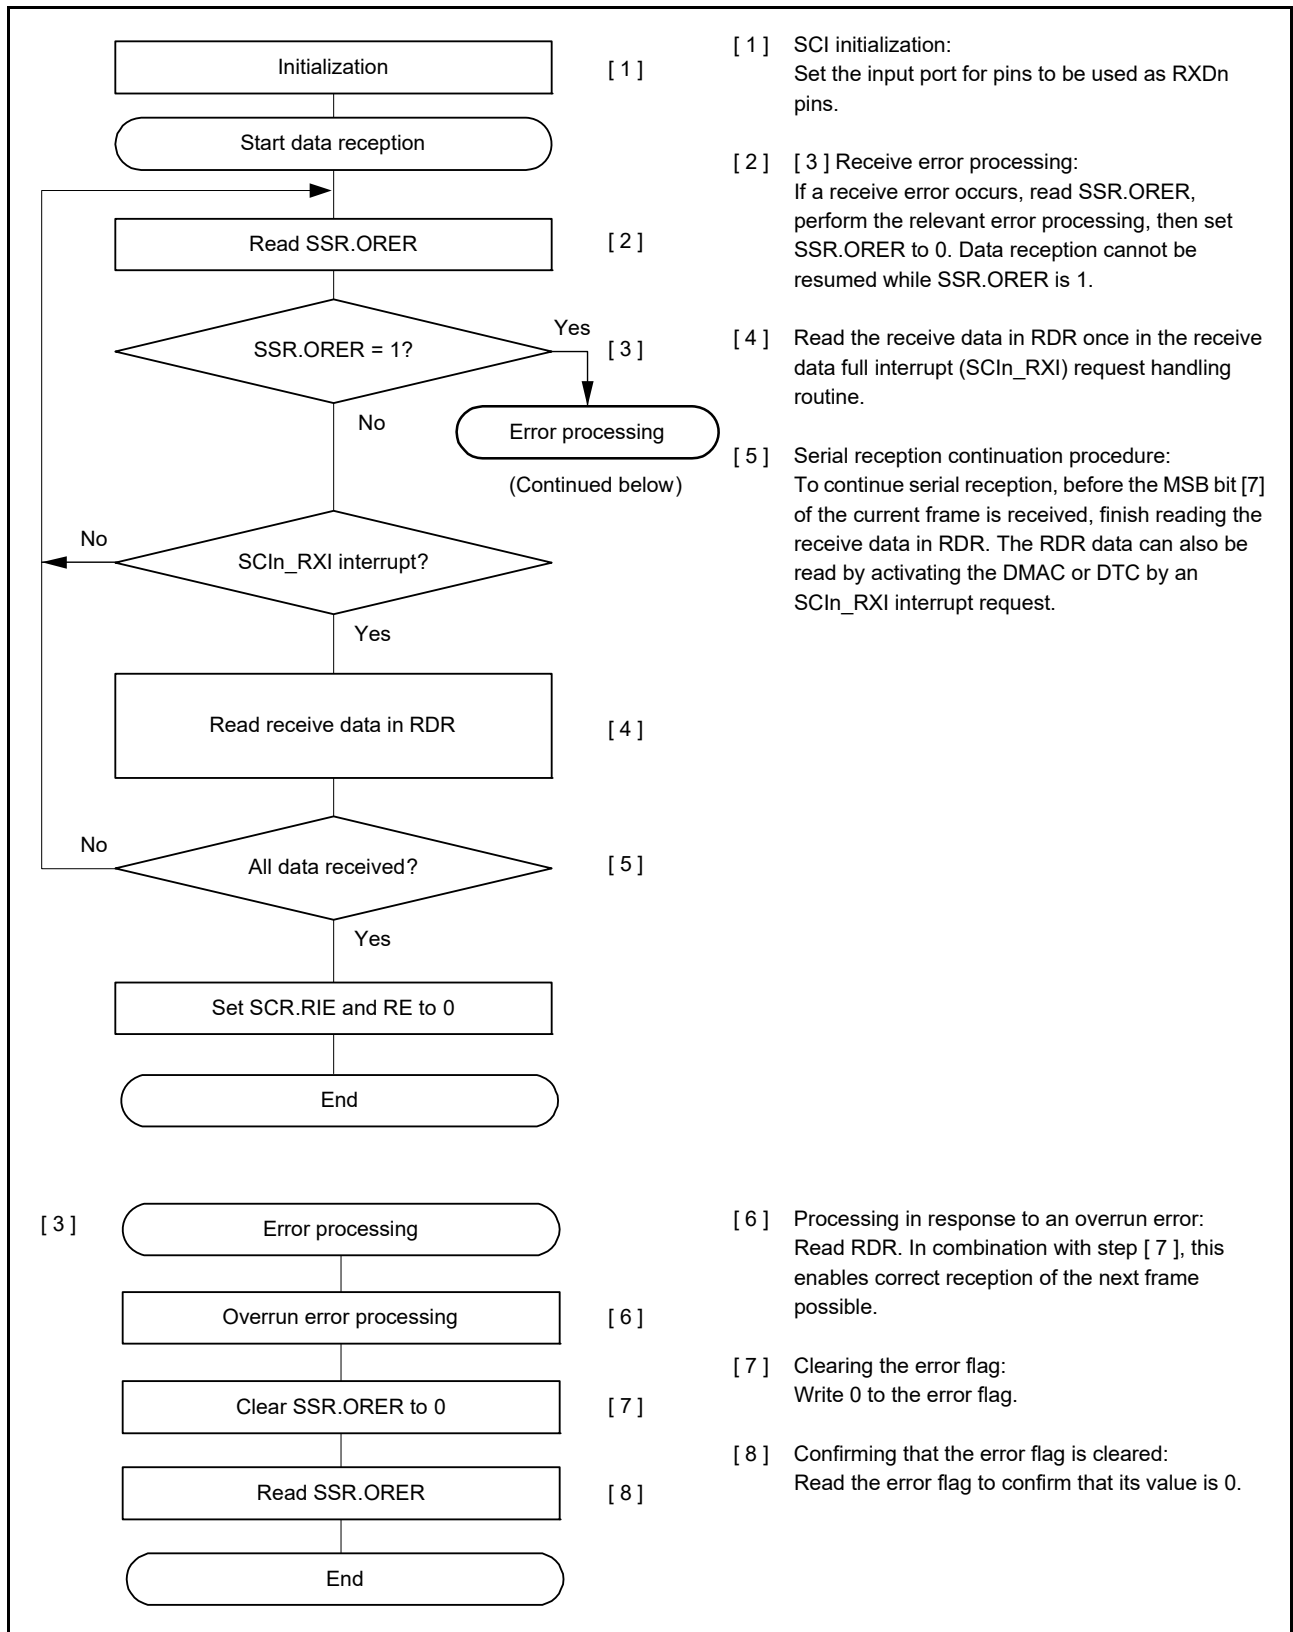 Initialization
[ 1 ]
Start data reception
Read SSR.ORER
[ 2 ]
SSR.ORER = 1?
Yes
[ 3 ]
No
Error processing
(Continued below)
No
SCIn_RXI interrupt?
Yes
Read receive data in RDR
[ 4 ]
No
All data received?
[ 5 ]
Yes
Set SCR.RIE and RE to 0
End
[ 1 ] SCI initialization:
Set the input port for pins to be used as RXDn
pins.
[ 2 ] [ 3 ] Receive error processing:
If a receive error occurs, read SSR.ORER,
perform the relevant error processing, then set
SSR.ORER to 0. Data reception cannot be
resumed while SSR.ORER is 1.
[ 4 ] Read the receive data in RDR once in the receive
data full interrupt (SCIn_RXI) request handling
routine.
[ 5 ] Serial reception continuation procedure:
To continue serial reception, before the MSB bit [7]
of the current frame is received, finish reading the
receive data in RDR. The RDR data can also be
read by activating the DMAC or DTC by an
SCIn_RXI interrupt request.
[ 3 ]
Error processing
Overrun error processing
[ 6 ]
Clear SSR.ORER to 0
[ 7 ]
Read SSR.ORER
[ 8 ]
End
[ 6 ] Processing in response to an overrun error:
Read RDR. In combination with step [ 7 ], this
enables correct reception of the next frame
possible.
[ 7 ] Clearing the error flag:
Write 0 to the error flag.
[ 8 ] Confirming that the error flag is cleared:
Read the error flag to confirm that its value is 0.